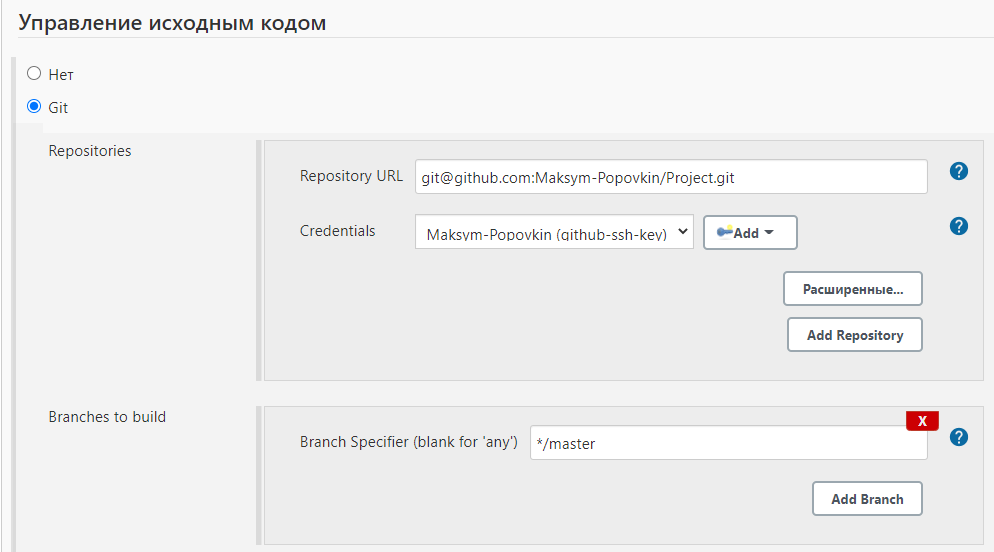 Управление исходным кодом
Нет
Git
Repositories
Repository URL git@github.com:Maksym-Popovkin/Project.git ?
Credentials Maksym-Popovkin (github-ssh-key) Add ?
Расширенные...
Add Repository
Branches to build
X
Branch Specifier (blank for 'any') */master ?
Add Branch